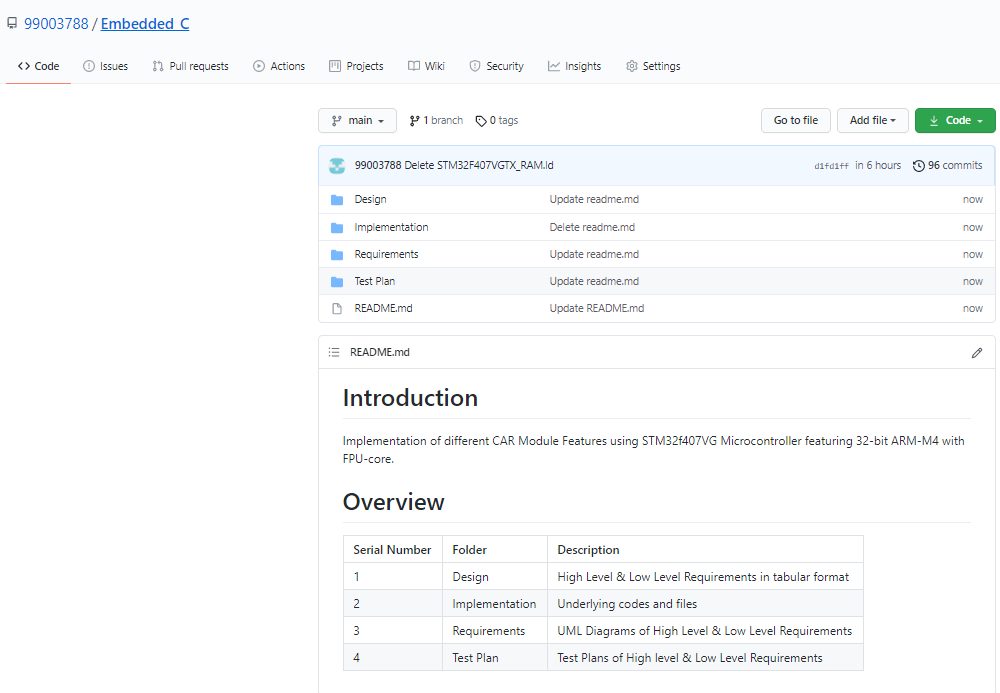 99003788 / Embedded_C
Code Issues Pull requests Actions Projects Wiki Security Insights Settings
main 1 branch 0 tags Go to file Add file Code
99003788 Delete STM32F407VGTX_RAM.ld d1fd1ff in 6 hours 96 commits
Design Update readme.md now
Implementation Delete readme.md now
Requirements Update readme.md now
Test Plan Update readme.md now
README.md Update README.md now
README.md
Introduction
Implementation of different CAR Module Features using STM32f407VG Microcontroller featuring 32-bit ARM-M4 with
FPU-core.
Overview
Serial Number Folder Description
1 Design High Level & Low Level Requirements in tabular format
2 Implementation Underlying codes and files
3 Requirements UML Diagrams of High Level & Low Level Requirements
4 Test Plan Test Plans of High level & Low Level Requirements